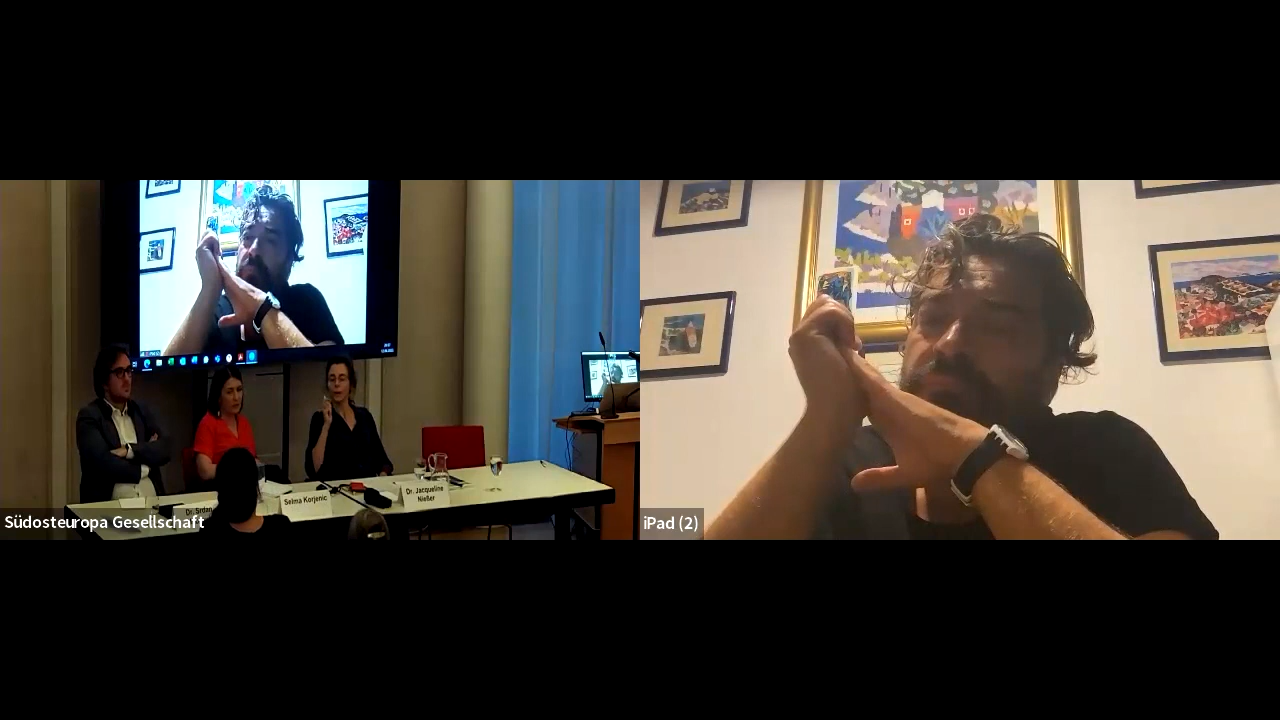 Dr. Srdan
Selma Korjenic
Dr. Jacqueline
Nießer
Südosteuropa Gesellschaft
iPad (2)